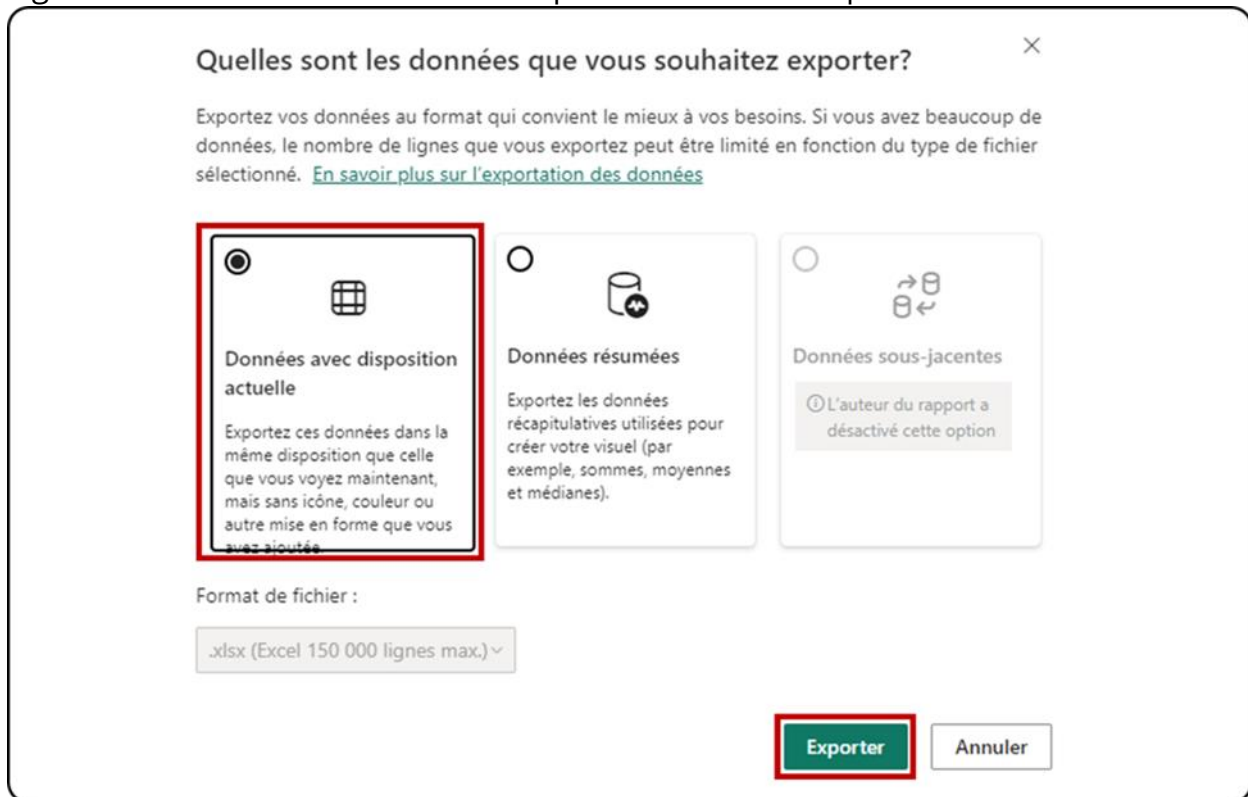 Quelles sont les données que vous souhaitez exporter?
Exportez vos données au format qui convient le mieux à vos besoins. Si vous avez beaucoup de
données, le nombre de lignes que vous exportez peut être limité en fonction du type de fichier
sélectionné. En savoir plus sur l'exportation des données
Données avec disposition
actuelle
Exportez ces données dans la
même disposition que celle
que vous voyez maintenant,
mais sans icône, couleur ou
autre mise en forme que vous
avez ajoutée.
Données résumées
Exportez les données
récapitulatives utilisées pour
créer votre visuel (par
exemple, sommes, moyennes
et médianes).
Données sous-jacentes
L'auteur du rapport a
désactivé cette option
Format de fichier :
.xlsx (Excel 150 000 lignes max.)
Exporter
Annuler